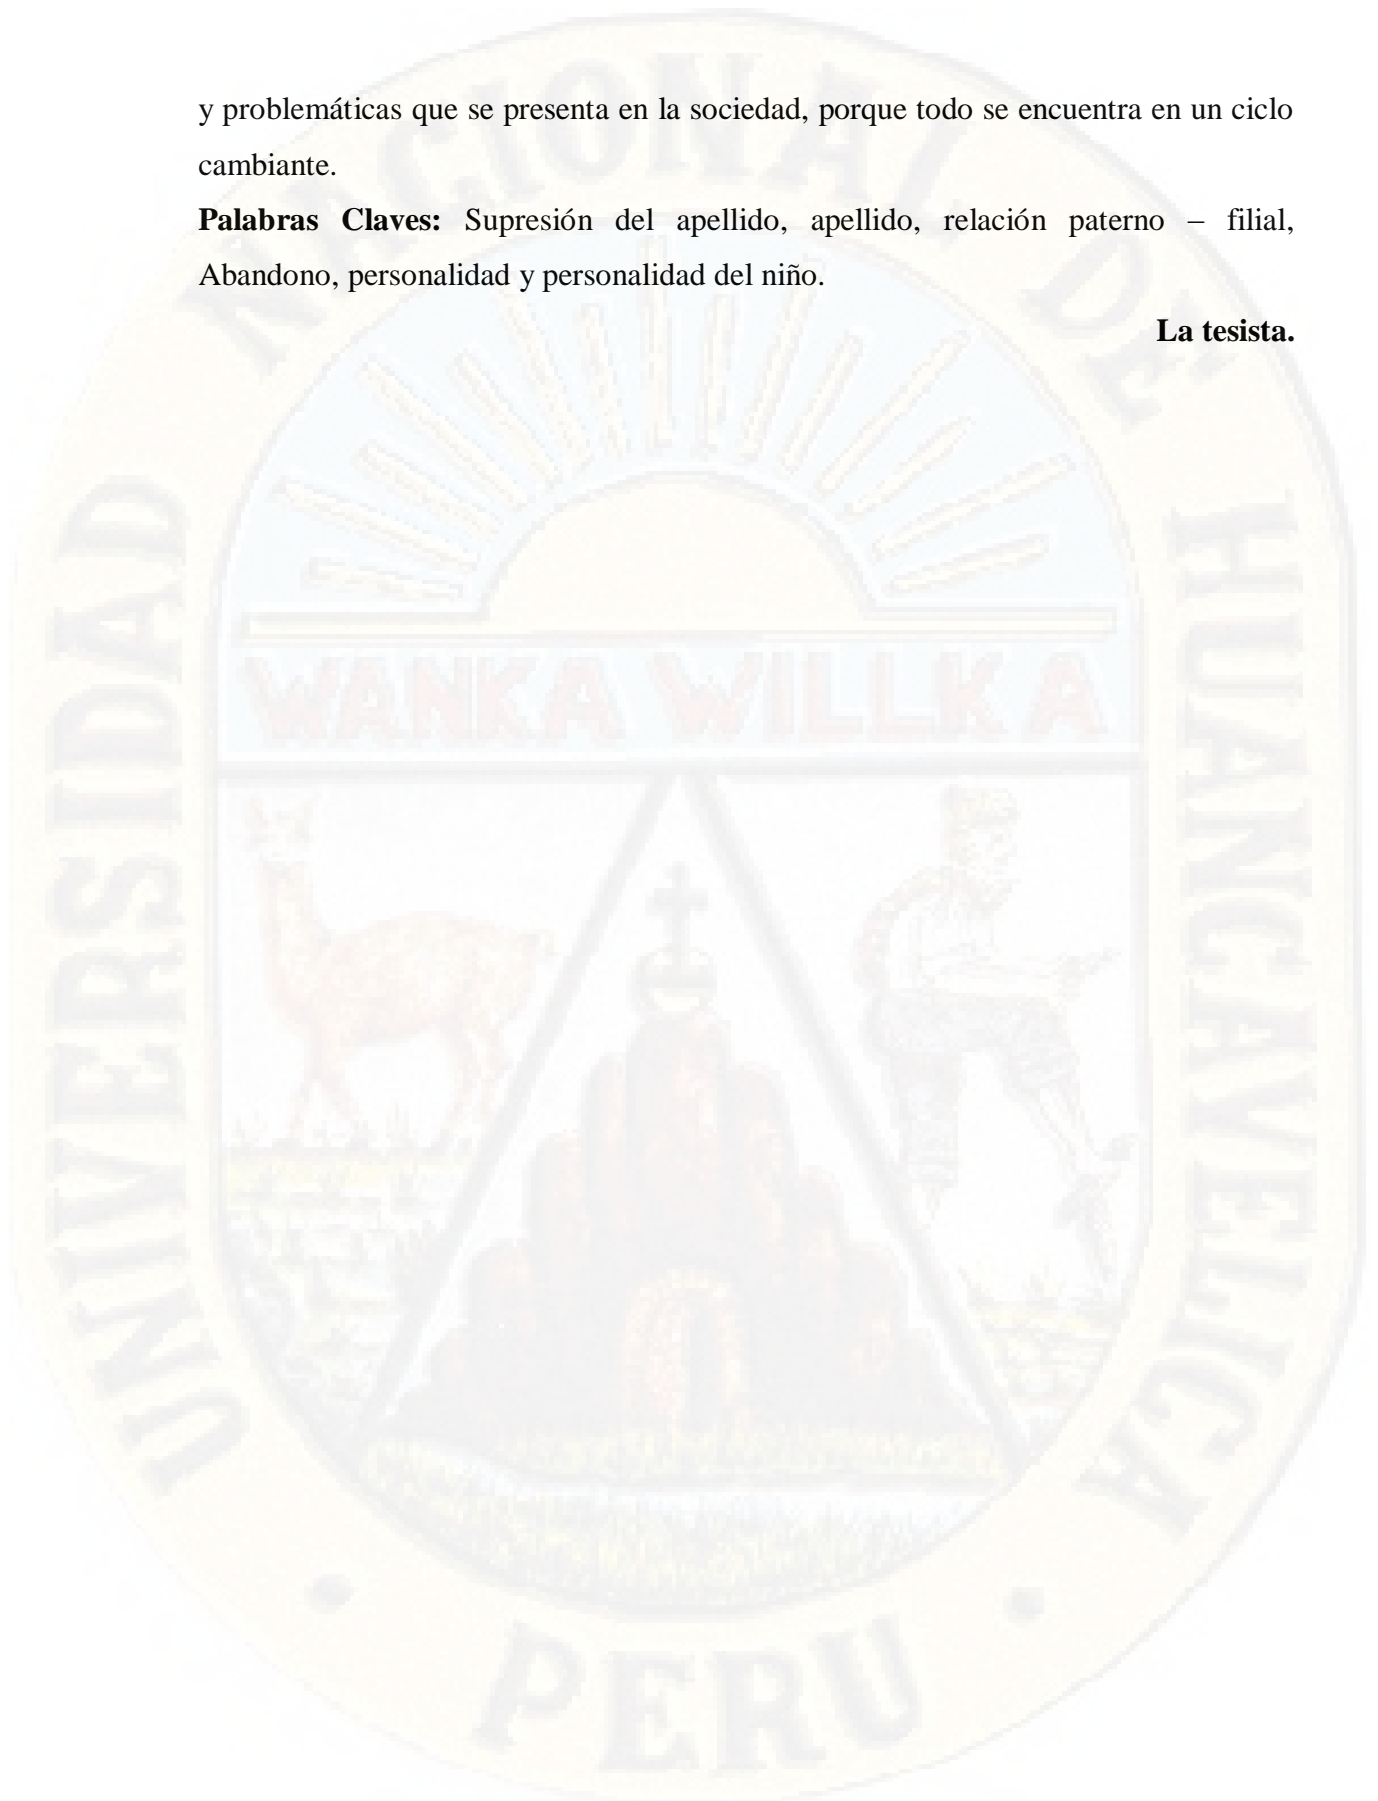 y problemáticas que se presenta en la sociedad, porque todo se encuentra en un ciclo
cambiante.
Palabras Claves: Supresión del apellido, apellido, relación paterno – filial,
Abandono, personalidad y personalidad del niño.
La tesista.
UNIVERSIDAD NACIONAL DE HUANCAVELICA
WANKA WILLKA
PERU